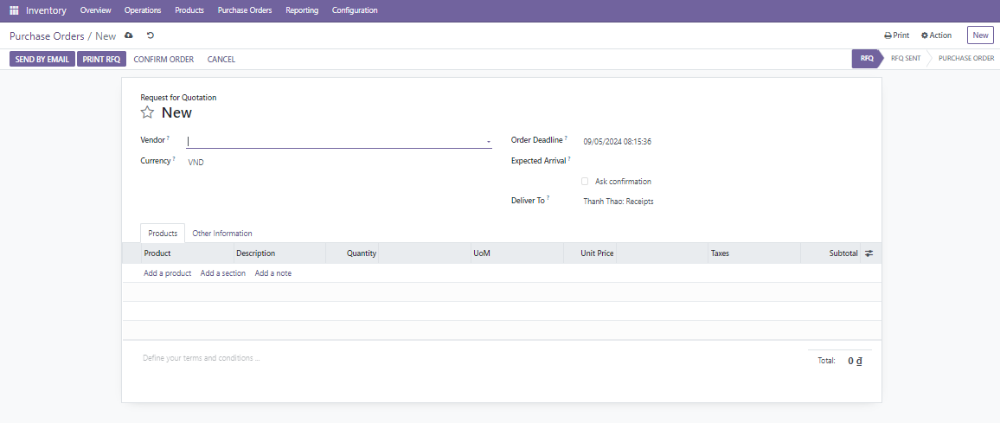 Inventory Overview Operations Products Purchase Orders Reporting Configuration
Purchase Orders / New Print Action New
SEND BY EMAIL PRINT RFQ CONFIRM ORDER CANCEL RFQ RFQ SENT PURCHASE ORDER
Request for Quotation
New
Vendor ? Order Deadline ? 09/05/2024 08:15:36
Currency ? VND Expected Arrival ?
Ask confirmation
Deliver To ? Thanh Thao: Receipts
Products Other Information
Product Description Quantity UoM Unit Price Taxes Subtotal
Add a product Add a section Add a note
Define your terms and conditions ... Total: 0 ₫